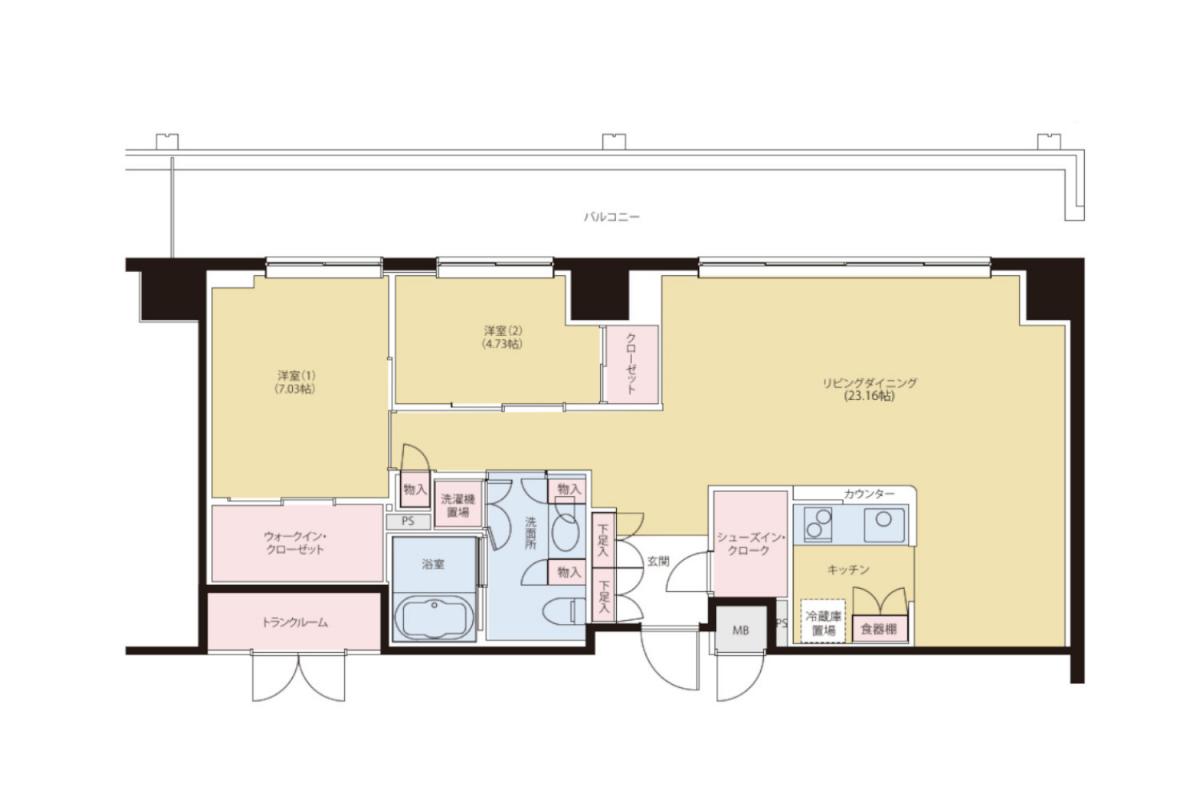 バルコニー
洋室(1)
(7.03帖)
洋室(2)
(4.73帖)
クローゼット
リビングダイニング
(23.16帖)
物入
洗濯機
置場
PS
洗面所
物入
物入
浴室
ウォークイン・
クローゼット
トランクルーム
下足入
下足入
玄関
シューズイン・
クローク
カウンター
キッチン
冷蔵庫
置場
食器棚
PS
MB